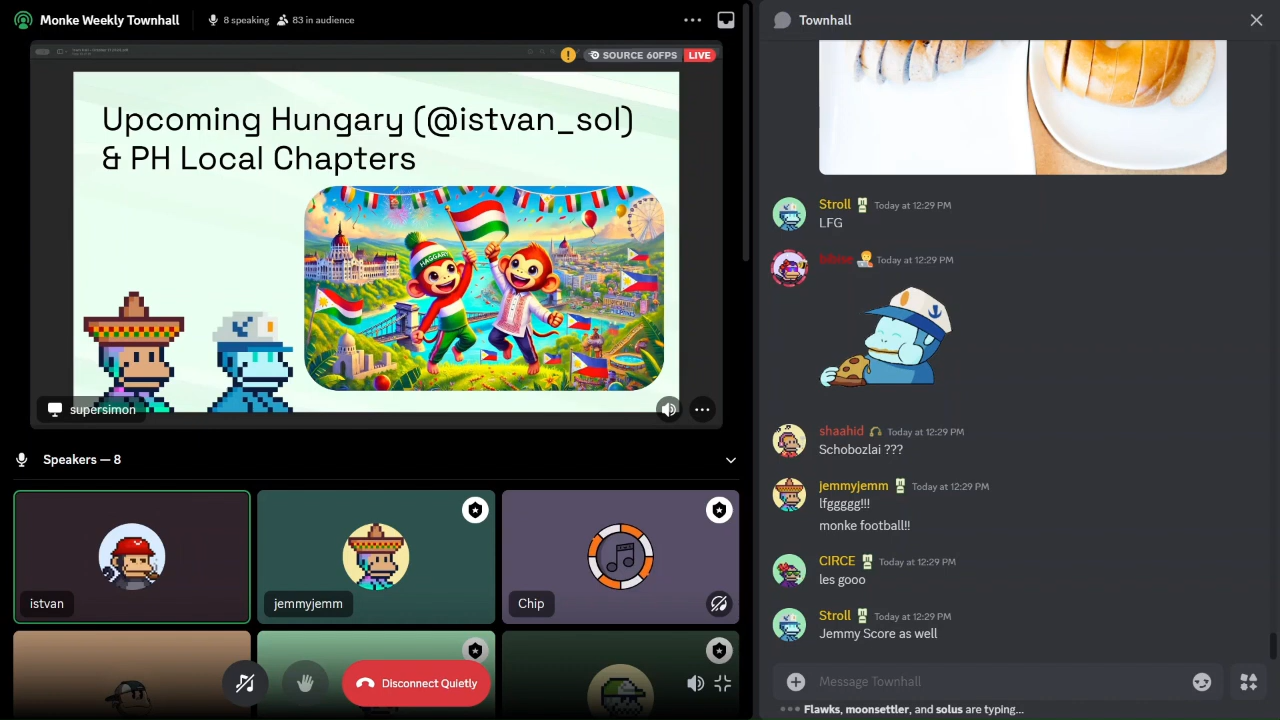 Monke Weekly Townhall
8 speaking
83 in audience
SOURCE 60FPS
LIVE
Upcoming Hungary (@istvan_sol)
& PH Local Chapters
HAGGARY
supersimon
Speakers — 8
istvan
jemmyjemm
Chip
Disconnect Quietly
Townhall
Stroll Today at 12:29 PM
LFG
Today at 12:29 PM
shaahid Today at 12:29 PM
Schobozlai ???
jemmyjemm Today at 12:29 PM
lfggggg!!!
monke football!!
CIRCE Today at 12:29 PM
les gooo
Stroll Today at 12:29 PM
Jemmy Score as well
Message Townhall
Flawks, moonsettler, and solus are typing...